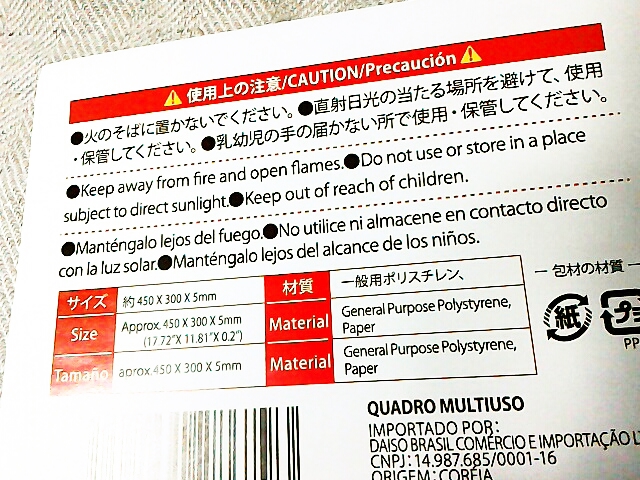 使用上の注意/CAUTION/Precaución
●火のそばに置かないでください。●直射日光の当たる場所を避けて、使用
・保管してください。●乳幼児の手の届かない所で使用・保管してください。
●Keep away from fire and open flames.●Do not use or store in a place
subject to direct sunlight.●Keep out of reach of children.
●Manténgalo lejos del fuego.●No utilice ni almacene en contacto directo
con la luz solar.●Manténgalo lejos del alcance de los niños.
サイズ 約 450 X 300 X 5mm 材質 一般用ポリスチレン、
Size Approx. 450 X 300 X 5mm
(17.72"X 11.81"X 0.2")
Material General Purpose Polystyrene,
Paper
Tamaño aprox.450 X 300 X 5mm Material General Purpose Polystyrene,
Paper
— 包材の材質 —
紙 プラ
PP
QUADRO MULTIUSO
IMPORTADO POR:
DAISO BRASIL COMÉRCIO E IMPORTAÇÃO
CNPJ: 14.987.685/0001-16
ORIGEM: CORÉIA